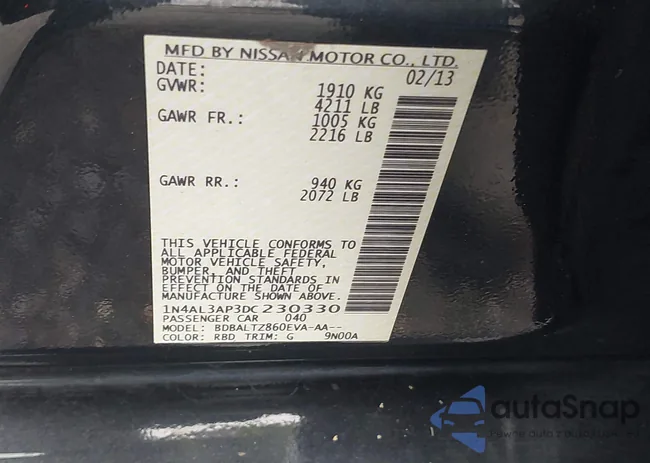 MFD BY NISSAN MOTOR CO., LTD.
DATE: 02/13
GVWR: 1910 KG
4211 LB
GAWR FR.: 1005 KG
2216 LB
GAWR RR.: 940 KG
2072 LB
THIS VEHICLE CONFORMS TO
ALL APPLICABLE FEDERAL
MOTOR VEHICLE SAFETY,
BUMPER, AND THEFT
PREVENTION STANDARDS IN
EFFECT ON THE DATE OF
MANUFACTURE SHOWN ABOVE.
1N4AL3AP3DC230330
PASSENGER CAR 040
MODEL: BDBALTZ860EVA-AA--
COLOR: RBD TRIM: G 9N00A
autoSnap